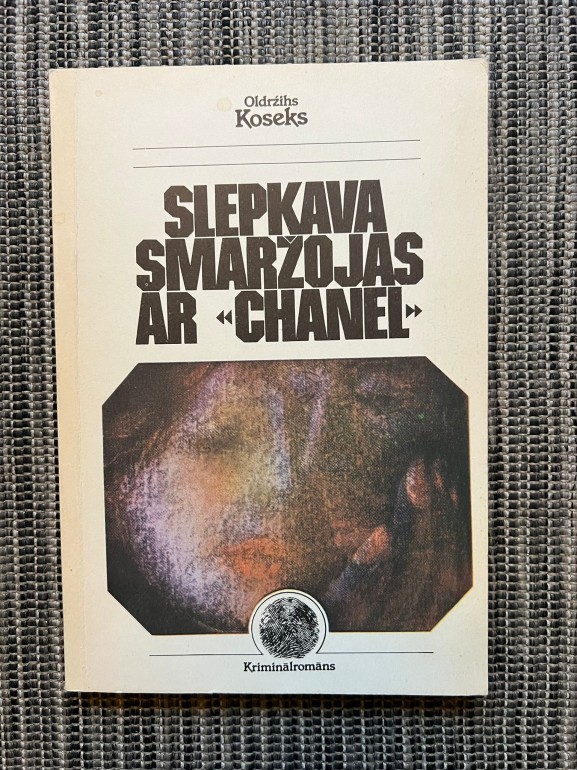 Oldržihs
Koseks
SLEPKAVA
SMARŽOJAS
AR «CHANEL»
Kriminālromāns